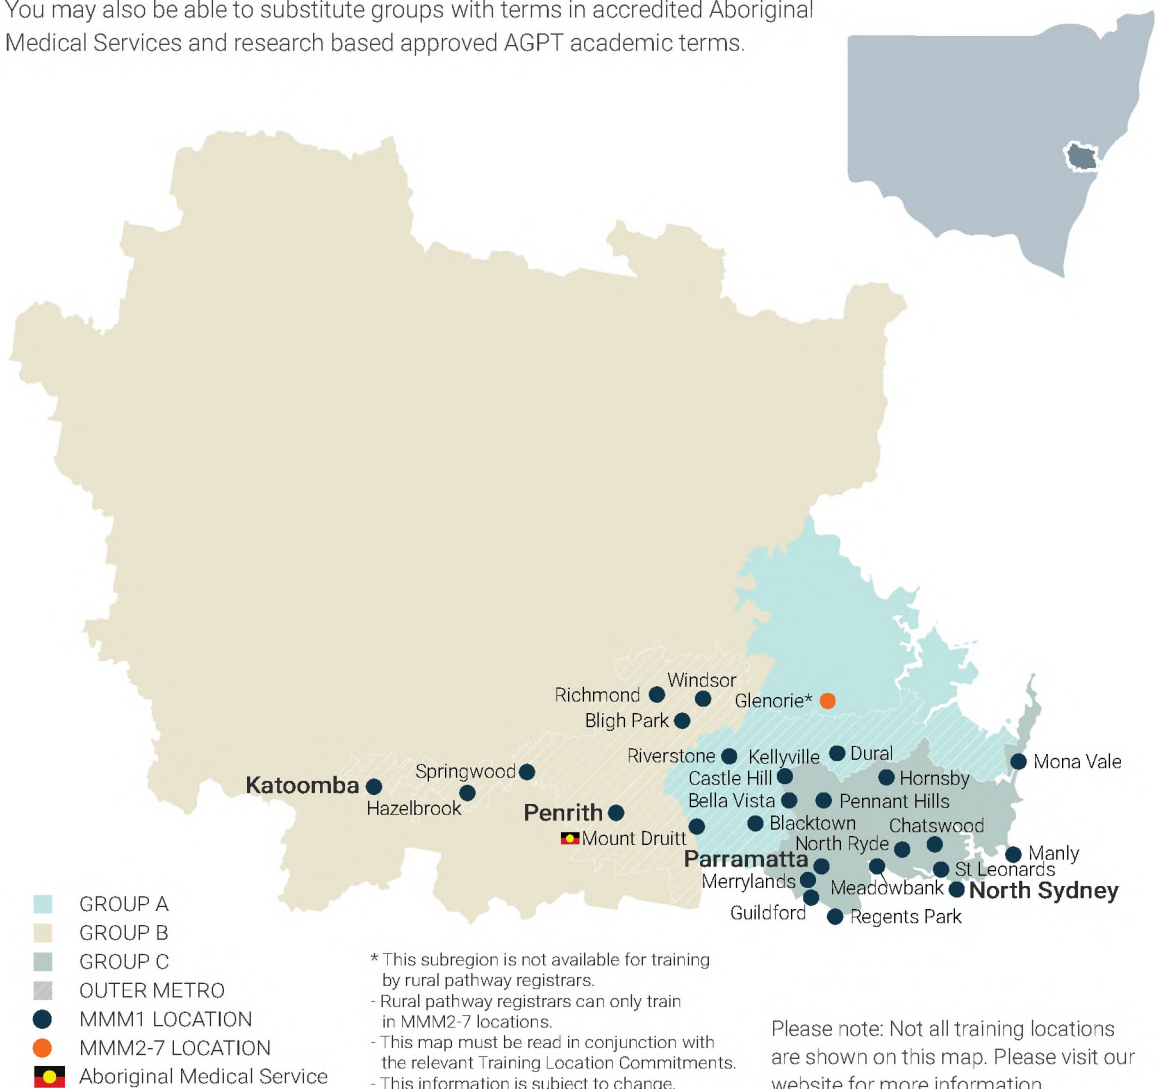 You may also be able to substitute groups with terms in accredited Aboriginal
Medical Services and research based approved AGPT academic terms.
Windsor
Richmond
Glenorie*
Bligh Park
Riverstone
Kellyville
Dural
Mona Vale
Springwood
Castle Hill
Hornsby
Katoomba
Hazelbrook
Bella Vista
Pennant Hills
Penrith
Blacktown
Chatswood
Mount Druitt
North Ryde
Manly
Parramatta
St Leonards
Merrylands
Meadowbank
North Sydney
Guildford
Regents Park
GROUP A
GROUP B
GROUP C
OUTER METRO
MMM1 LOCATION
MMM2-7 LOCATION
Aboriginal Medical Service
* This subregion is not available for training
by rural pathway registrars.
- Rural pathway registrars can only train
in MMM2-7 locations.
- This map must be read in conjunction with
the relevant Training Location Commitments.
- This information is subject to change.
Please note: Not all training locations
are shown on this map. Please visit our
website for more information